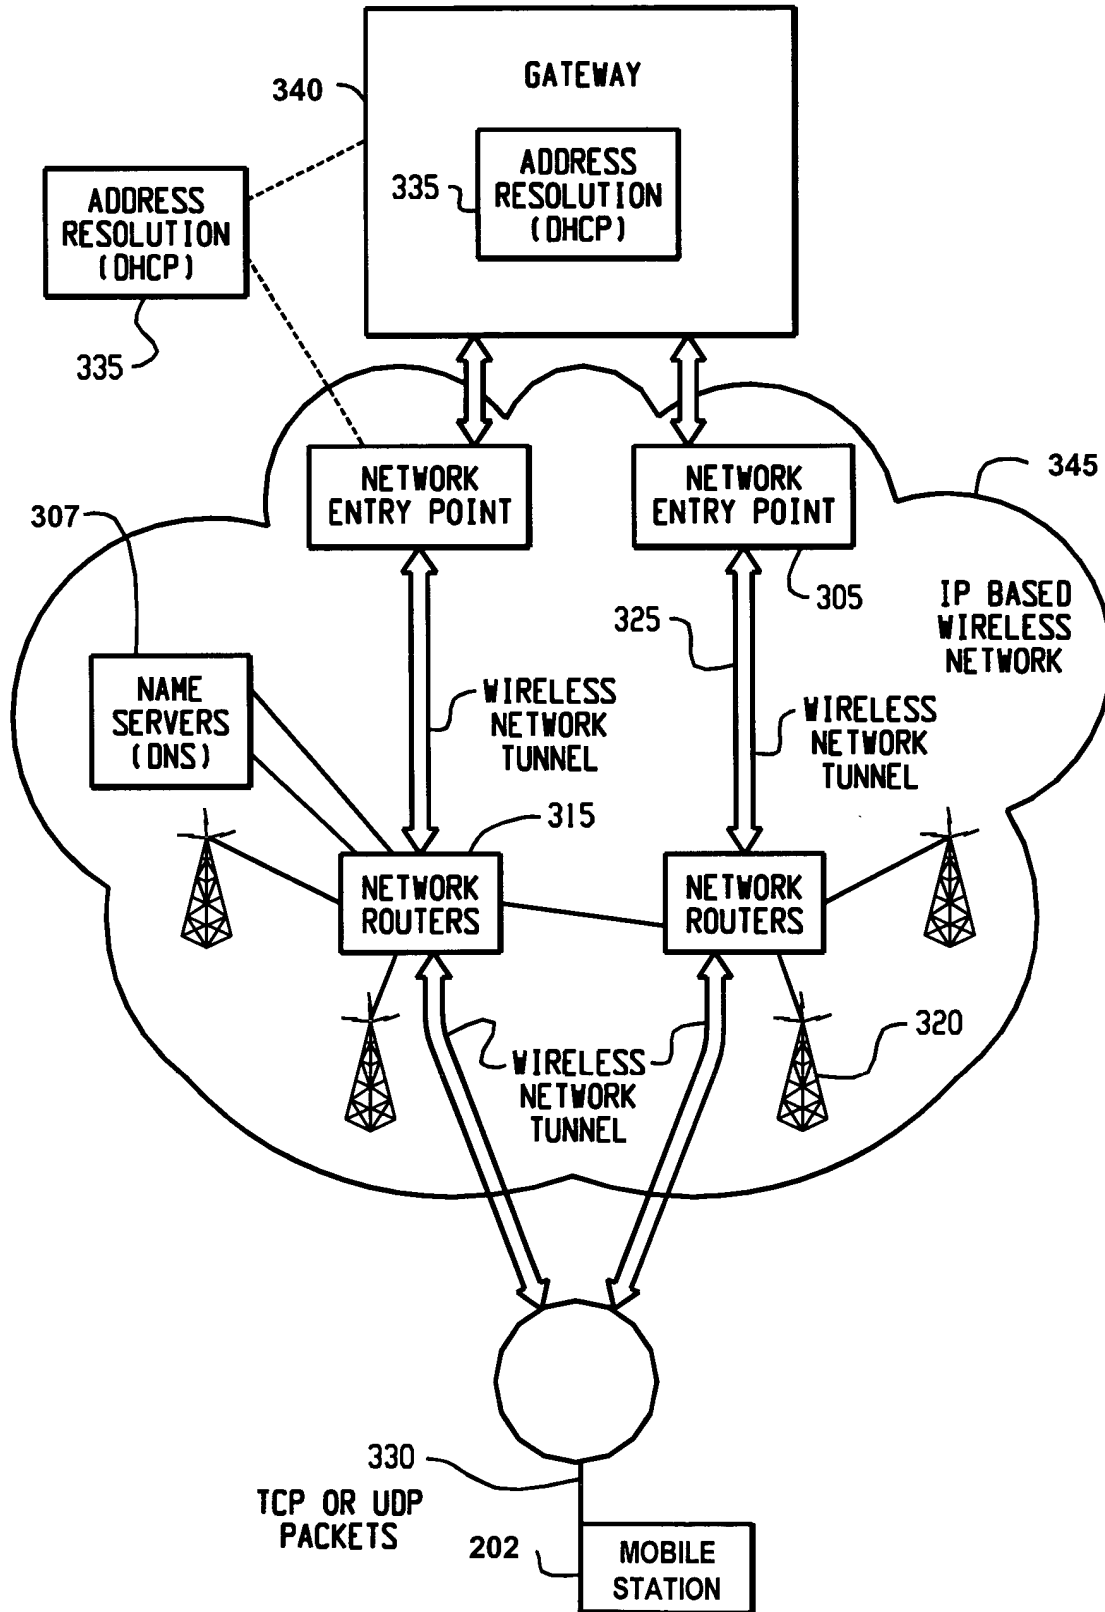 GATEWAY
340
ADDRESS
RESOLUTION
(DHCP)
335
ADDRESS
RESOLUTION
(DHCP)
335
NETWORK
ENTRY POINT
NETWORK
ENTRY POINT
345
307
305
325
IP BASED
WIRELESS
NETWORK
NAME
SERVERS
(DNS)
WIRELESS
NETWORK
TUNNEL
WIRELESS
NETWORK
TUNNEL
315
NETWORK
ROUTERS
NETWORK
ROUTERS
320
WIRELESS
NETWORK
TUNNEL
330
TCP OR UDP
PACKETS
202
MOBILE
STATION